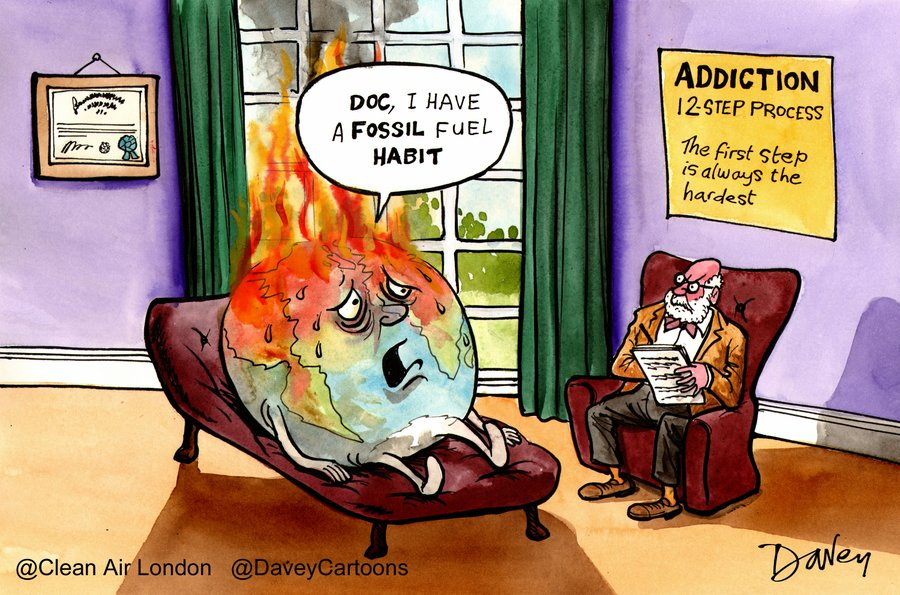 DOC, I HAVE
A FOSSIL FUEL
HABIT
ADDICTION
12-STEP PROCESS
The first step
is always the
hardest
@Clean Air London @DaveyCartoons
Davey